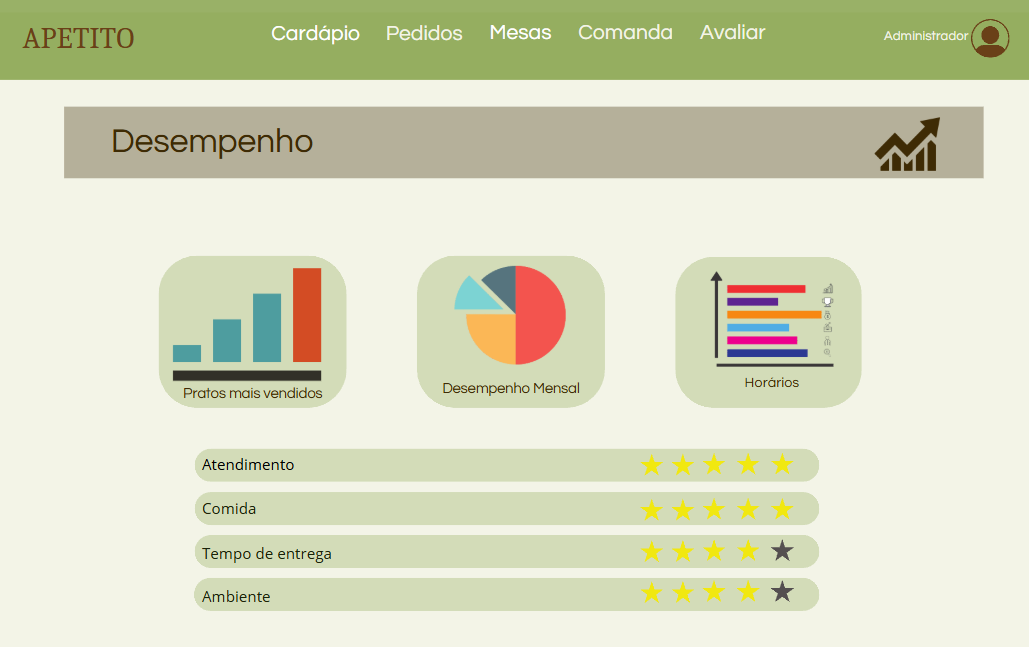 APETITO
Cardápio Pedidos Mesas Comanda Avaliar
Administrador
Desempenho
Pratos mais vendidos
Desempenho Mensal
Horários
Atendimento
Comida
Tempo de entrega
Ambiente